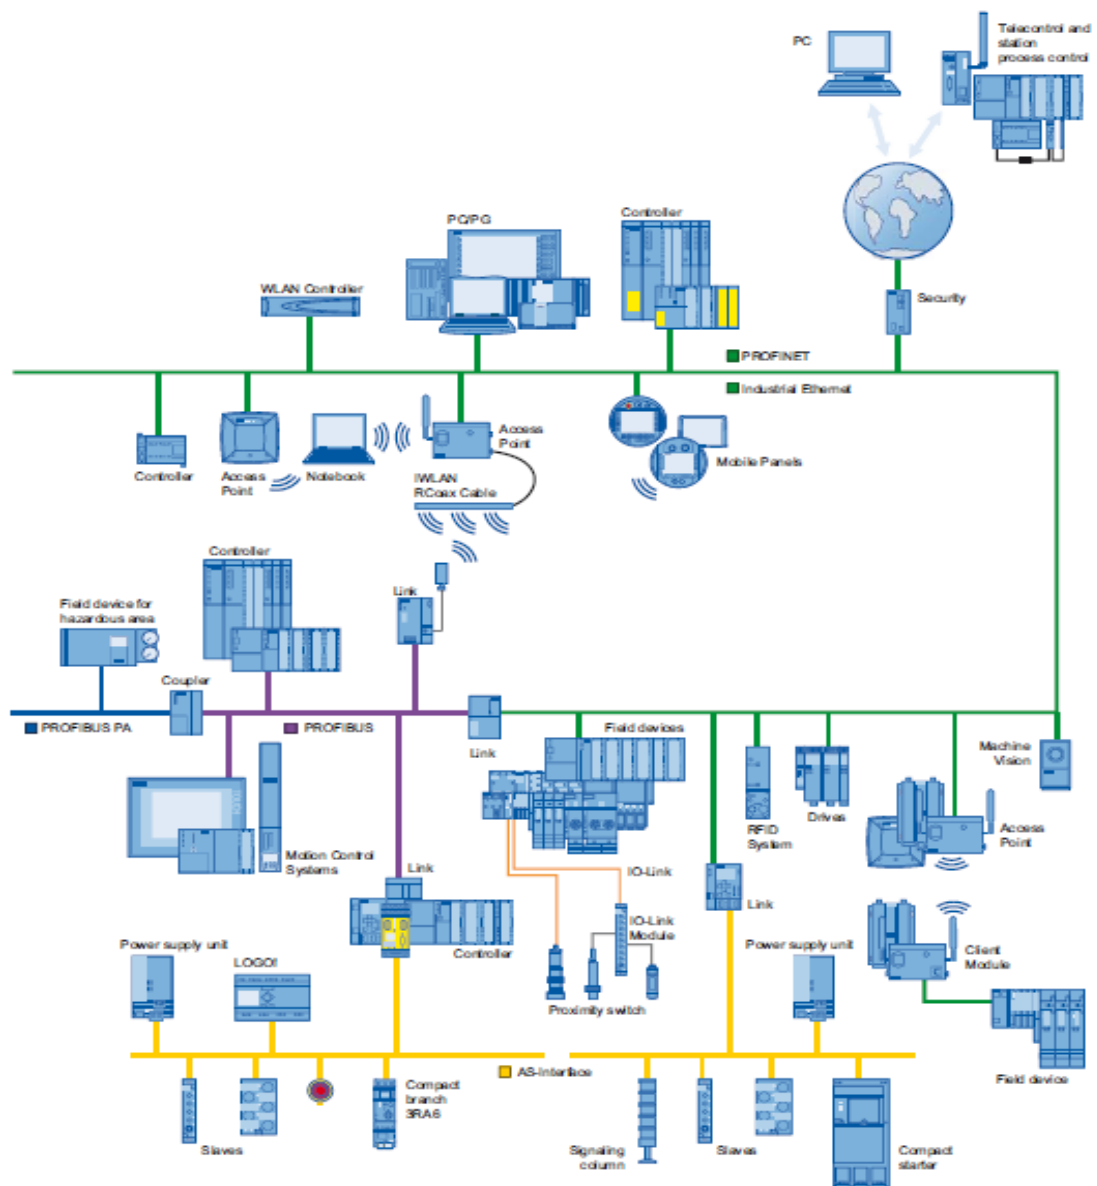 PC
Telecontrol and
station
process control
PC/PG
Controller
WLAN Controller
Security
PROFINET
Industrial Ethernet
Controller
Access
Point
Notebook
Access
Point
IWLAN
RCoax Cable
Mobile Panels
Controller
Link
Field device for
hazardous area
Coupler
PROFIBUS PA
PROFIBUS
Link
Field devices
Machine
Vision
RFID
System
Drives
Access
Point
Motion Control
Systems
Link
IO-Link
Link
IO-Link
Module
Controller
Power supply unit
LOGO!
Power supply unit
Client
Module
Proximity switch
AS-Interface
Field device
Compact
branch
3RA6
Slaves
Signaling
column
Slaves
Compact
starter